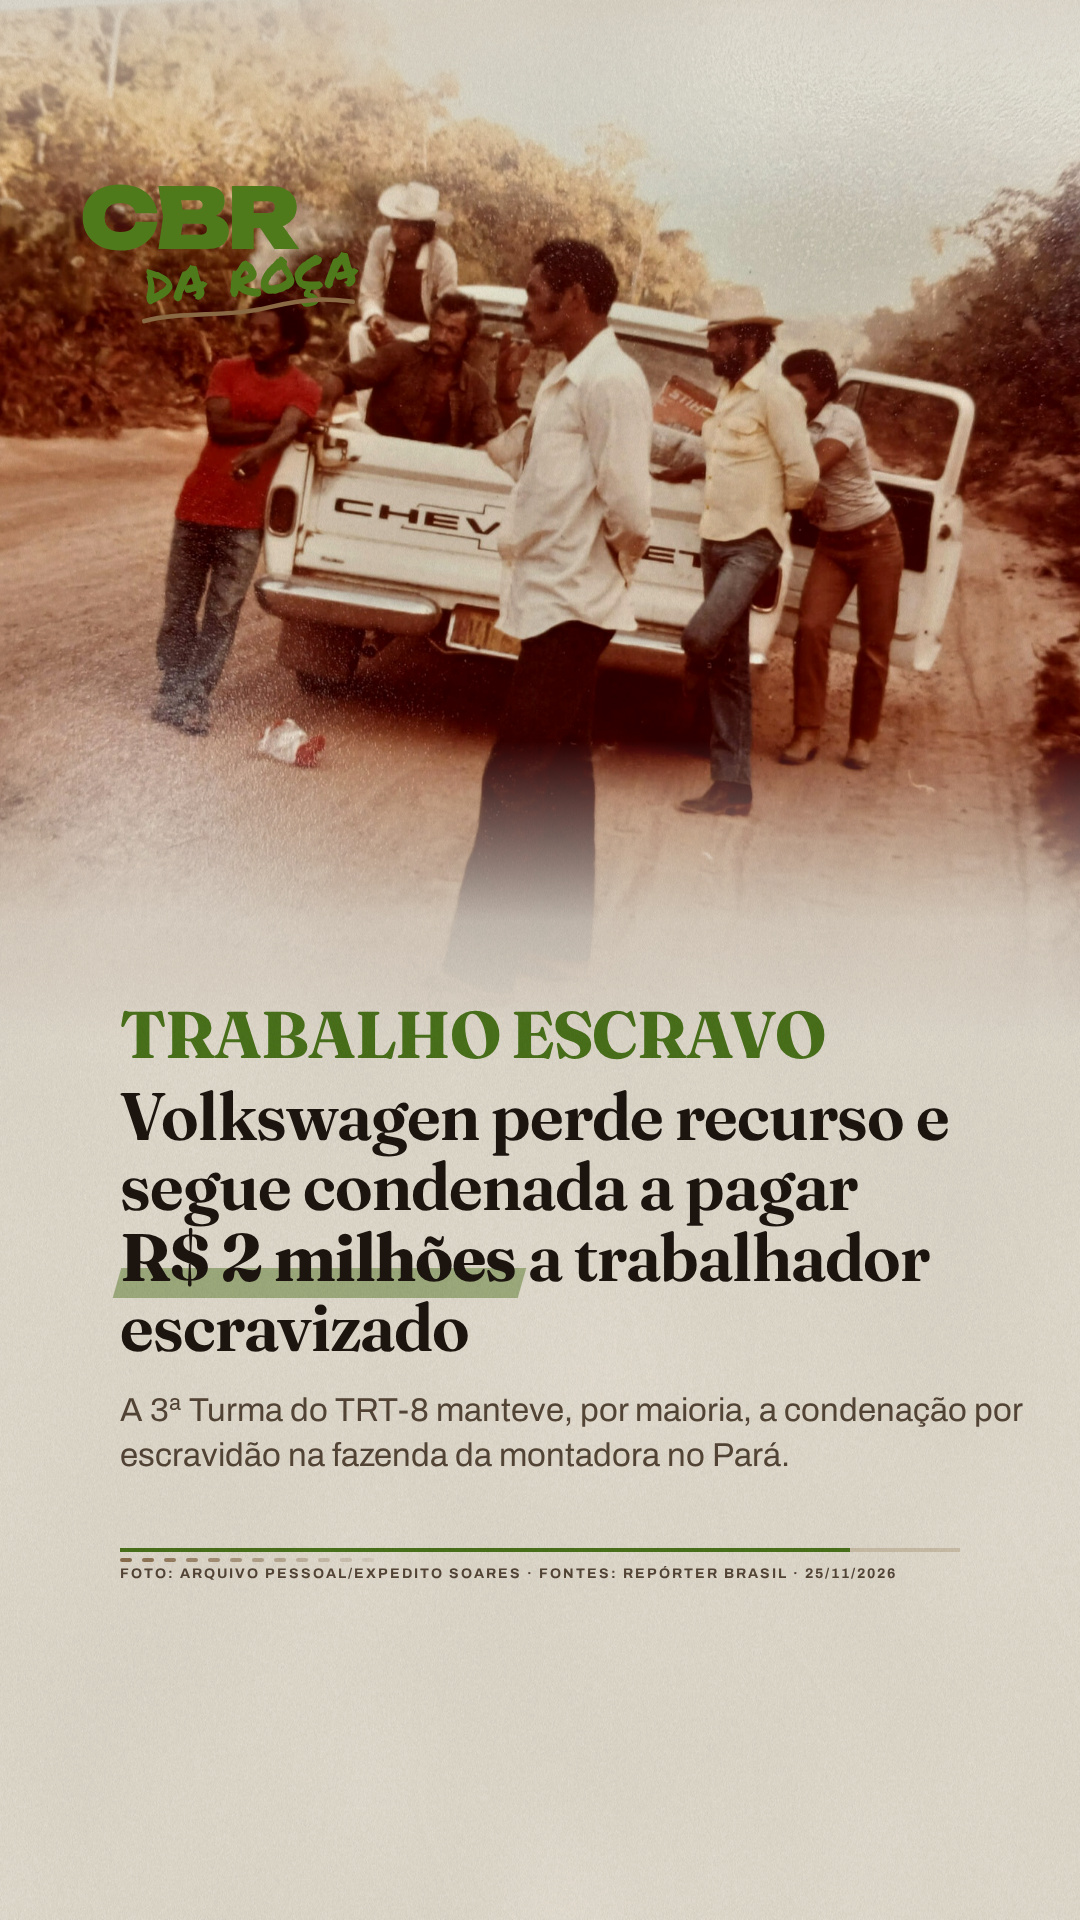 CBR
DA ROÇA
STIHL
CHEV ET
TRABALHO ESCRAVO
Volkswagen perde recurso e
segue condenada a pagar
R$ 2 milhões a trabalhador
escravizado
A 3ª Turma do TRT-8 manteve, por maioria, a condenação por
escravidão na fazenda da montadora no Pará.
FOTO: ARQUIVO PESSOAL/EXPEDITO SOARES · FONTES: REPÓRTER BRASIL · 25/11/2026